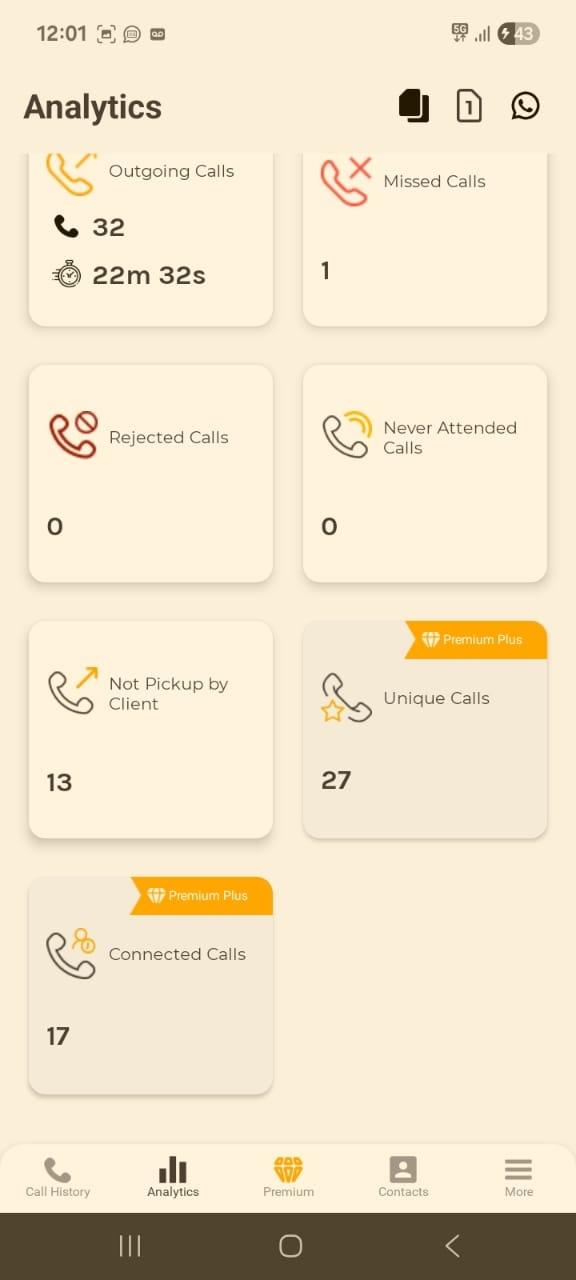 12:01
5G
43
Analytics
1
Outgoing Calls
32
22m 32s
Missed Calls
1
Rejected Calls
0
Never Attended
Calls
0
Not Pickup by
Client
13
Premium Plus
Unique Calls
27
Premium Plus
Connected Calls
17
Call History
Analytics
Premium
Contacts
More